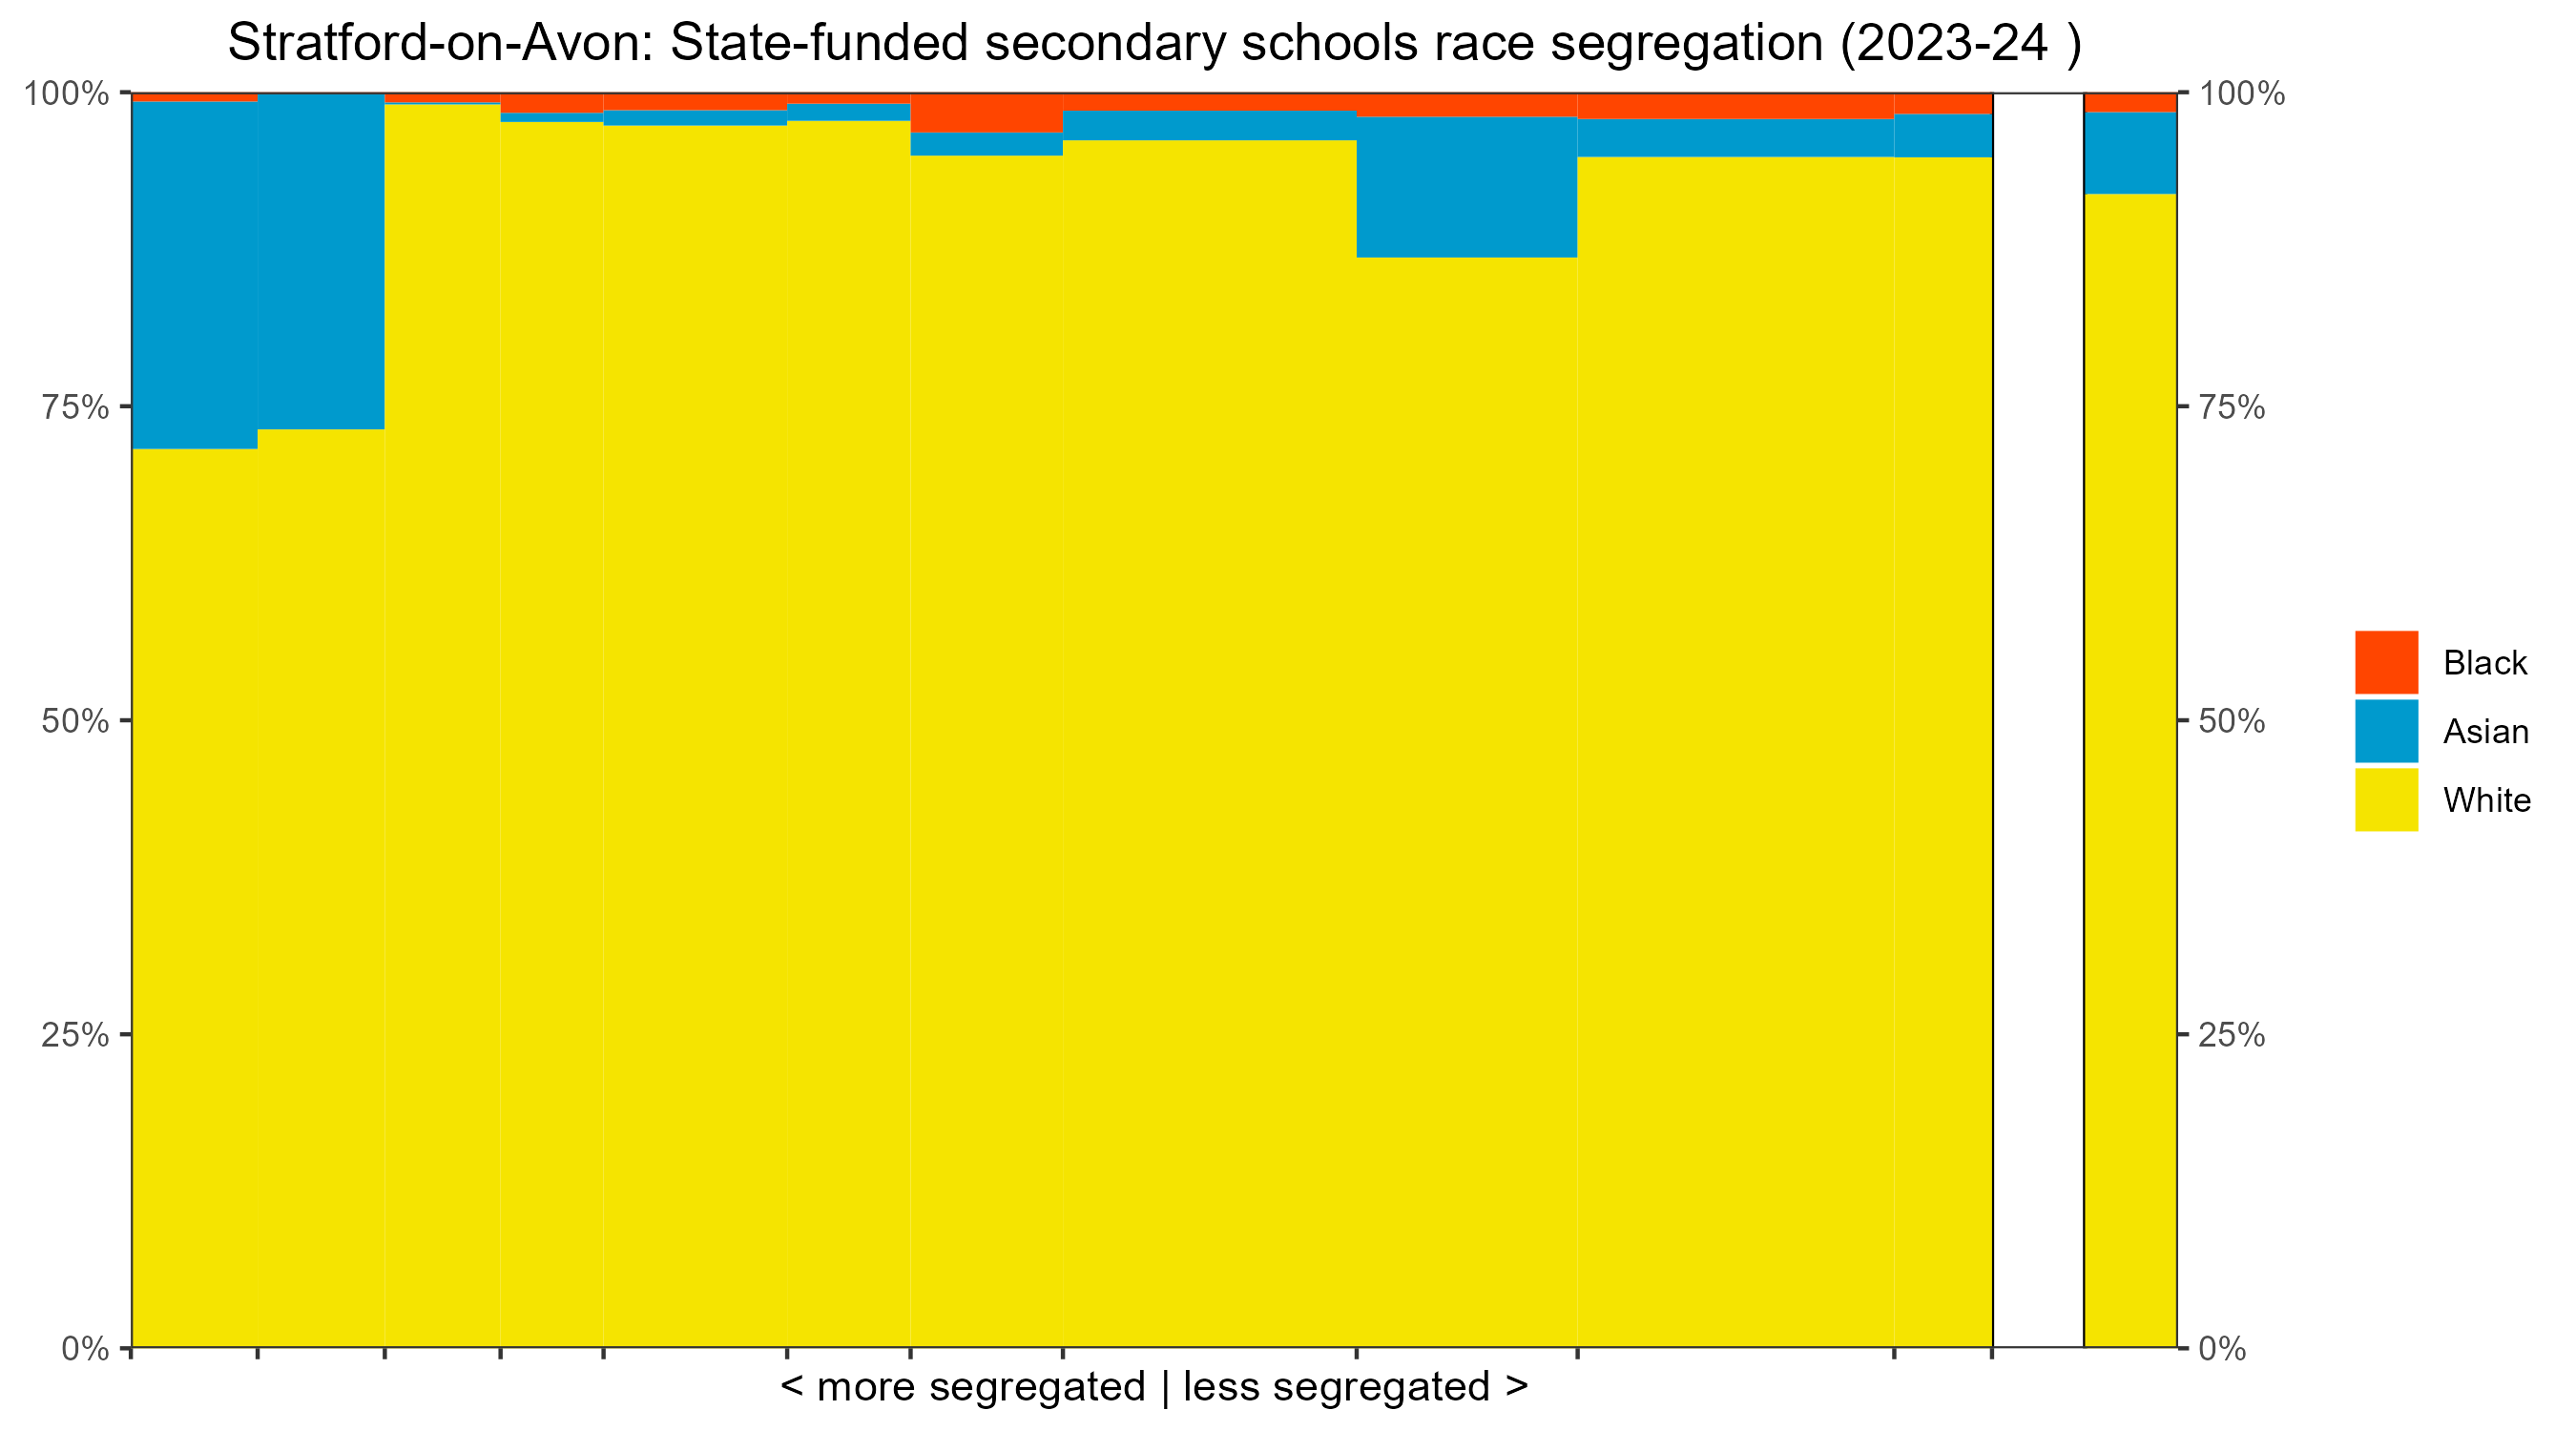 Stratford-on-Avon: State-funded secondary schools race segregation (2023-24 )
100%
75%
50%
25%
0%
100%
75%
50%
25%
0%
Black
Asian
White
< more segregated | less segregated >